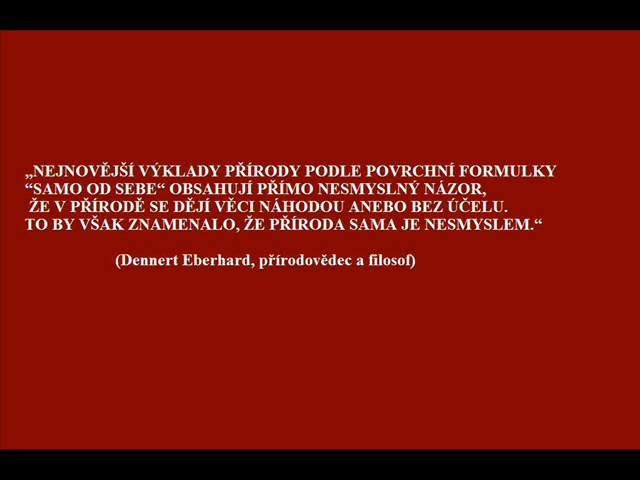 „NEJNOVĚJŠÍ VÝKLADY PŘÍRODY PODLE POVRCHNÍ FORMULKY
“SAMO OD SEBE“ OBSAHUJÍ PŘÍMO NESMYSLNÝ NÁZOR,
ŽE V PŘÍRODĚ SE DĚJÍ VĚCI NÁHODOU ANEBO BEZ ÚČELU.
TO BY VŠAK ZNAMENALO, ŽE PŘÍRODA SAMA JE NESMYSLEM.“
(Dennert Eberhard, přírodovědec a filosof)